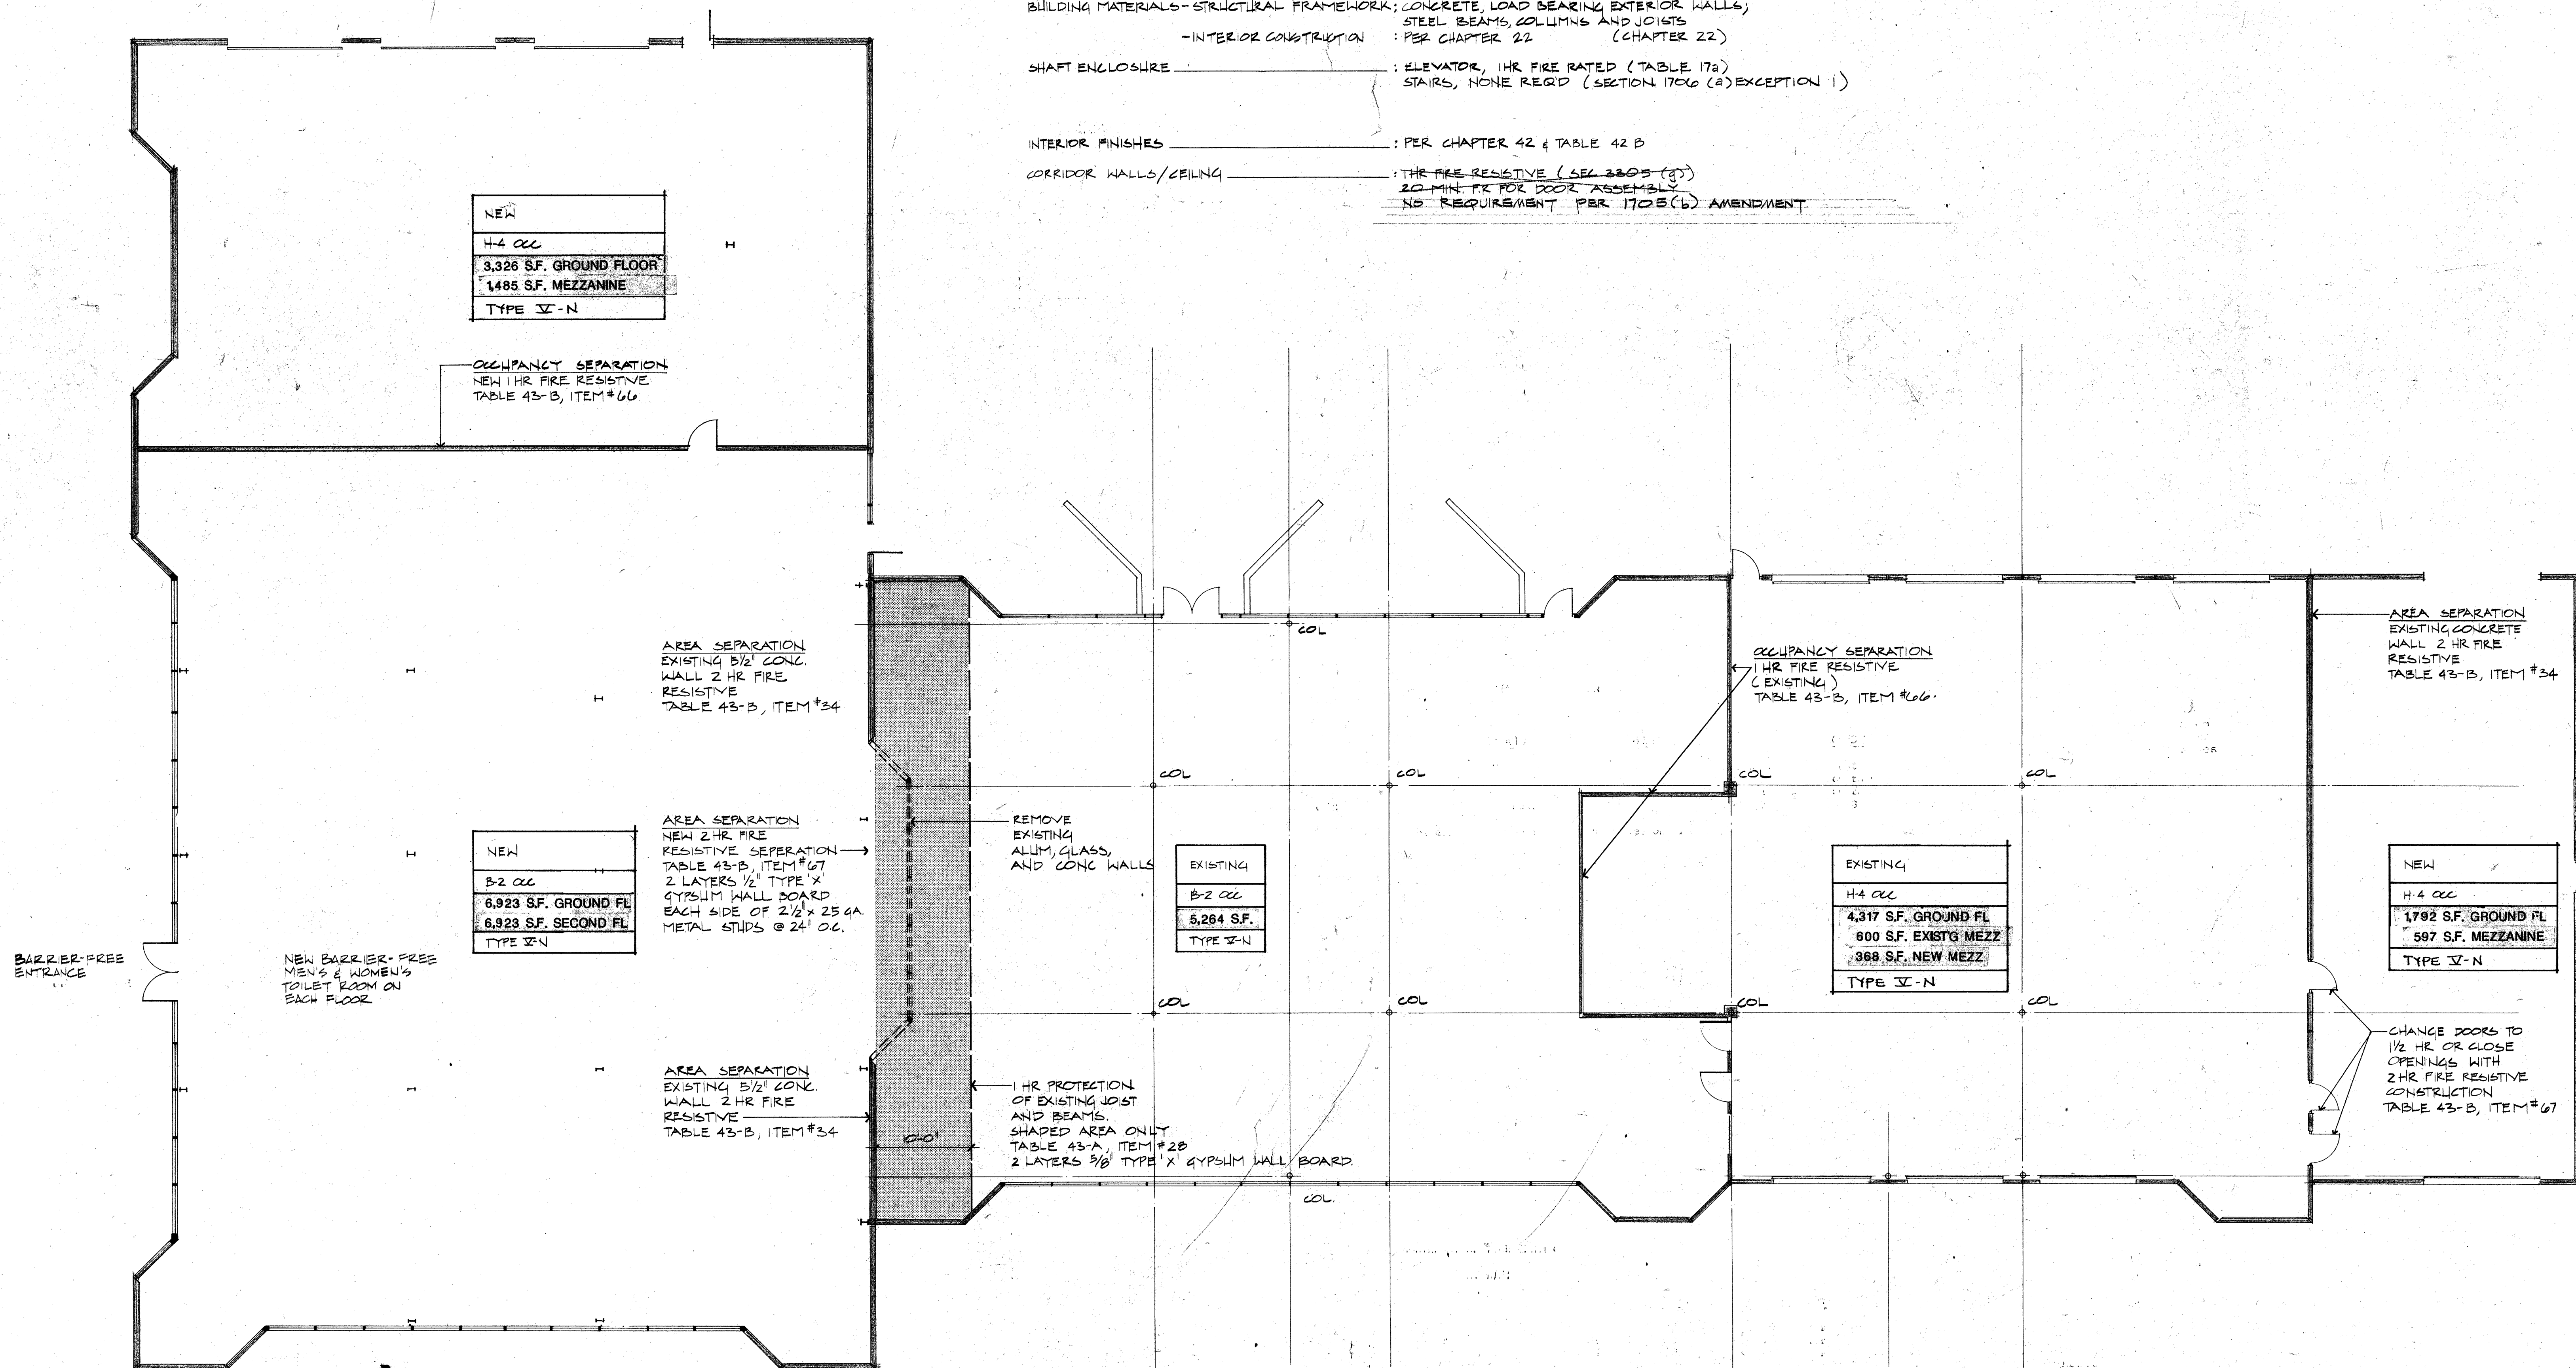 BUILDING MATERIALS - STRUCTURAL FRAMEWORK; CONCRETE, LOAD BEARING EXTERIOR WALLS;
STEEL BEAMS, COLUMNS AND JOISTS
- INTERIOR CONSTRUCTION : PER CHAPTER 22 (CHAPTER 22)
SHAFT ENCLOSURE : ELEVATOR, 1HR FIRE RATED (TABLE 17a)
STAIRS, NONE REQ'D (SECTION 1706 (a) EXCEPTION 1)
INTERIOR FINISHES : PER CHAPTER 42 & TABLE 42 B
CORRIDOR WALLS/CEILING : 1HR FIRE RESISTIVE (SEC 3305 (g))
20 MIN. FR FOR DOOR ASSEMBLY
NO REQUIREMENT PER 1705(b) AMENDMENT
NEW
H-4 OCC
3,326 S.F. GROUND FLOOR
1,485 S.F. MEZZANINE
TYPE V-N
OCCUPANCY SEPARATION
NEW 1 HR FIRE RESISTIVE
TABLE 43-B, ITEM #66
AREA SEPARATION
EXISTING 5½" CONC.
WALL 2 HR FIRE
RESISTIVE
TABLE 43-B, ITEM #34
COL
OCCUPANCY SEPARATION
1 HR FIRE RESISTIVE
(EXISTING)
TABLE 43-B, ITEM #66.
AREA SEPARATION
EXISTING CONCRETE
WALL 2 HR FIRE
RESISTIVE
TABLE 43-B, ITEM #34
COL
COL
COL
COL
NEW
B-2 OCC
6,923 S.F. GROUND FL
6,923 S.F. SECOND FL
TYPE V-N
AREA SEPARATION
NEW 2 HR FIRE
RESISTIVE SEPERATION
TABLE 43-B, ITEM #67
2 LAYERS ½" TYPE 'X'
GYPSUM WALL BOARD
EACH SIDE OF 2½" x 25 GA.
METAL STUDS @ 24" O.C.
REMOVE
EXISTING
ALUM, GLASS,
AND CONC WALLS
EXISTING
B-2 OCC
5,264 S.F.
TYPE V-N
EXISTING
H-4 OCC
4,317 S.F. GROUND FL
600 S.F. EXIST'G MEZZ
368 S.F. NEW MEZZ
TYPE V-N
NEW
H-4 OCC
1,792 S.F. GROUND FL
597 S.F. MEZZANINE
TYPE V-N
BARRIER-FREE
ENTRANCE
NEW BARRIER-FREE
MEN'S & WOMEN'S
TOILET ROOM ON
EACH FLOOR
COL
COL
COL
COL
CHANGE DOORS TO
1½ HR OR CLOSE
OPENINGS WITH
2 HR FIRE RESISTIVE
CONSTRUCTION
TABLE 43-B, ITEM #67
AREA SEPARATION
EXISTING 5½" CONC.
WALL 2 HR FIRE
RESISTIVE
TABLE 43-B, ITEM #34
10'-0"
1 HR PROTECTION
OF EXISTING JOIST
AND BEAMS.
SHAPED AREA ONLY
TABLE 43-A, ITEM #28
2 LAYERS 5/8" TYPE 'X' GYPSUM WALL BOARD.
COL.